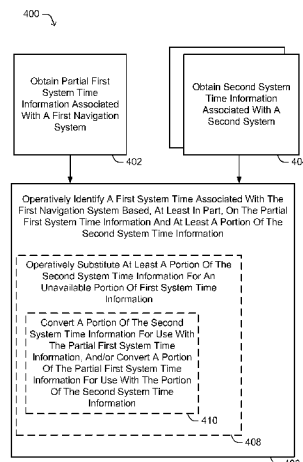 400
Obtain Partial First
System Time
Information Associated
With A First Navigation
System
402
Obtain Second System
Time Information
Associated With A
Second System
Operatively Identify A First System Time Associated With The
First Navigation System Based, At Least In Part, On The Partial
First System Time Information And At Least A Portion Of The
Second System Time Information
Operatively Substitute At Least A Portion Of The
Second System Time Information For An
Unavailable Portion Of First System Time
Information
Convert A Portion Of The Second
System Time Information For Use With
The Partial First System Time
Information, And/or Convert A Portion
Of The Partial First System Time
Information For Use With The Portion
Of The Second System Time
Information
410
408